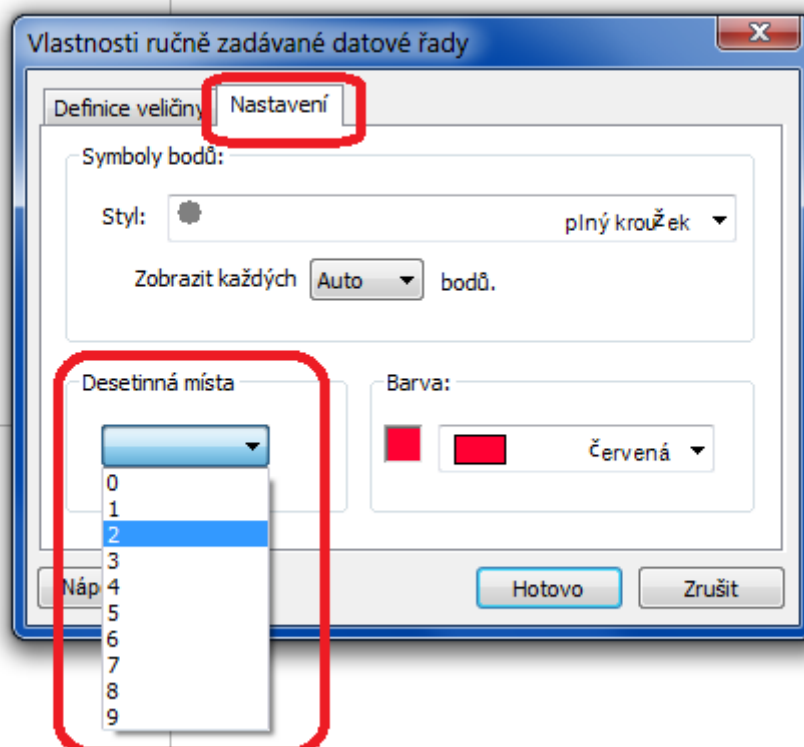 Vlastnosti ručně zadávané datové řady
Definice veličiny Nastavení
Symboly bodů:
Styl: plný kroužek
Zobrazit každých Auto bodů.
Desetinná místa Barva:
červená
0
1
2
3
4
5
6
7
8
9
Náp Hotovo Zrušit